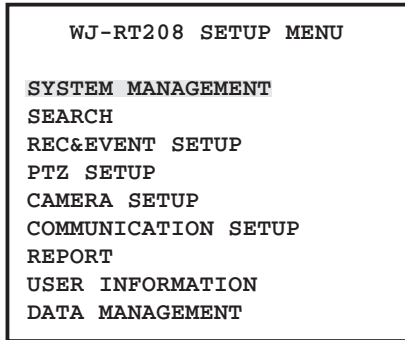 WJ-RT208 SETUP MENU
SYSTEM MANAGEMENT
SEARCH
REC&EVENT SETUP
PTZ SETUP
CAMERA SETUP
COMMUNICATION SETUP
REPORT
USER INFORMATION
DATA MANAGEMENT